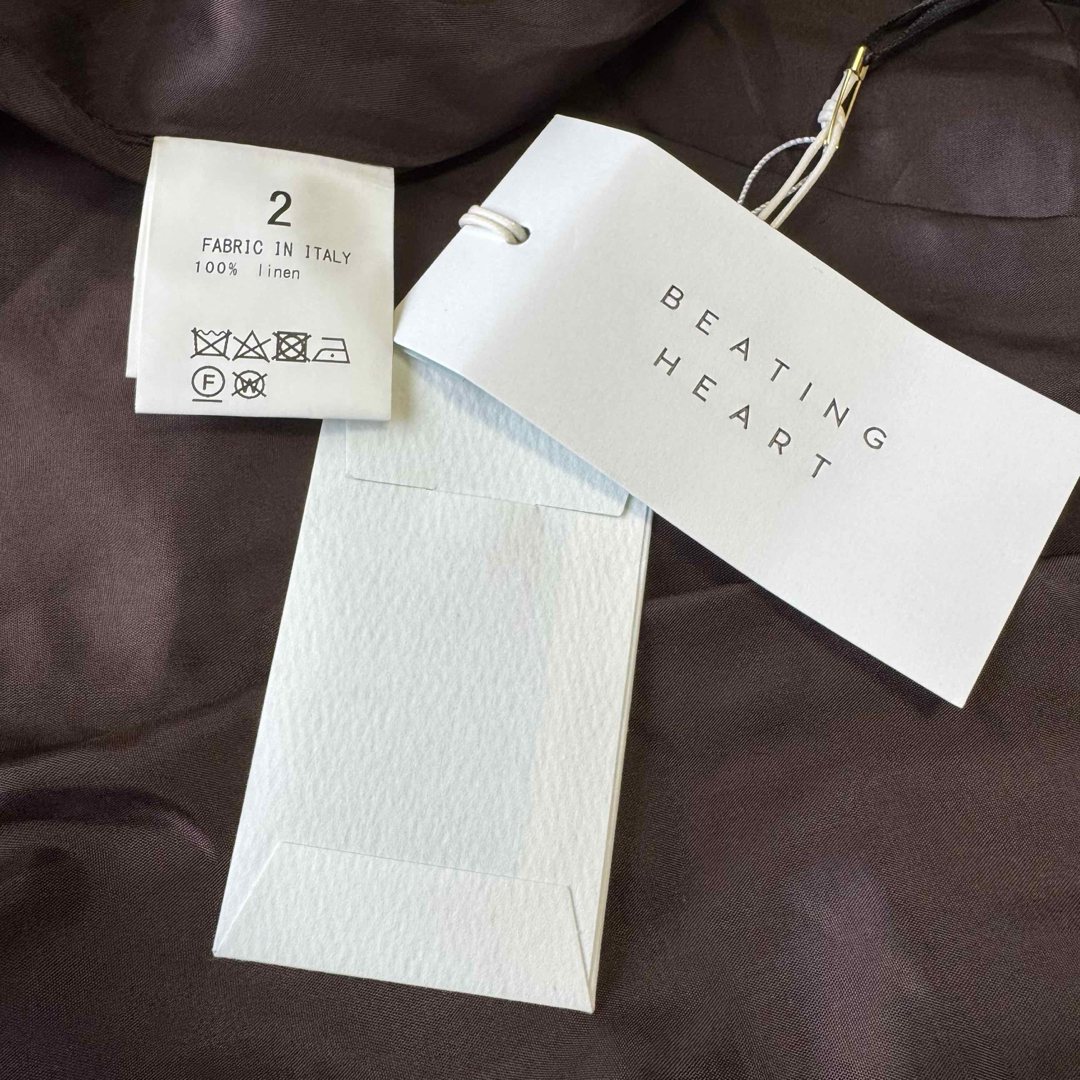 2
FABRIC IN ITALY
100% linen
F
W
BEATING
HEART